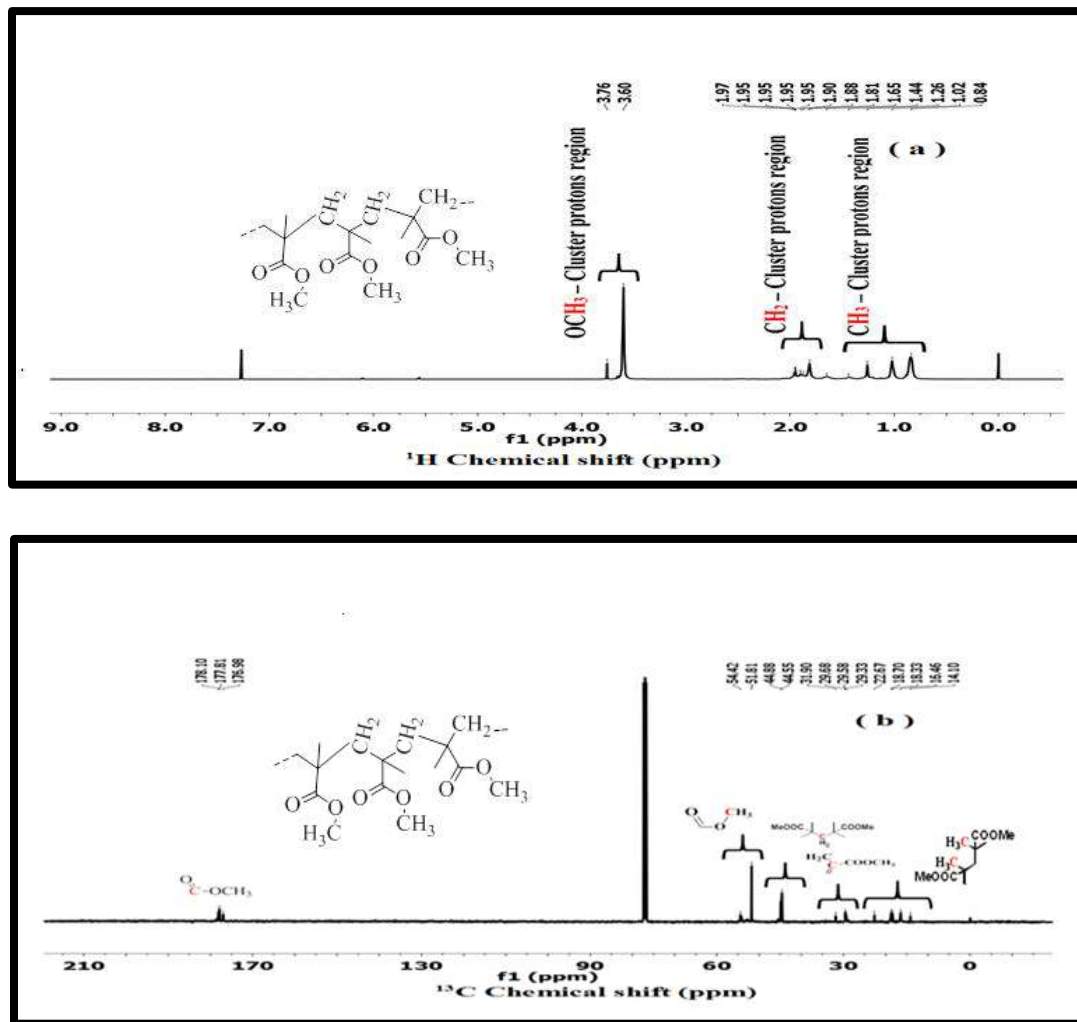 3.76
3.60
1.97
1.95
1.95
1.95
1.95
1.90
1.88
1.81
1.65
1.44
1.26
1.02
0.84
( a )
OCH₃ – Cluster protons region
CH₂ – Cluster protons region
CH₃ – Cluster protons region
CH₂ CH₂ CH₂--
O O O O O O
H₃C CH₃ CH₃
9.0 8.0 7.0 6.0 5.0 4.0 3.0 2.0 1.0 0.0
f1 (ppm)
¹H Chemical shift (ppm)
178.10
177.81
176.98
54.42
51.81
44.88
44.55
31.90
29.68
29.58
29.33
22.67
18.70
18.33
16.46
14.10
( b )
CH₂ CH₂ CH₂--
O O O O O O
H₃C CH₃ CH₃
O
C-OCH₃
O O CH₃
MeOOC COOMe
H₂
H₃C
C COOCH₃
COOMe
H₃C
H₃C
MeOOC
210 170 130 90 60 30 0
f1 (ppm)
¹³C Chemical shift (ppm)